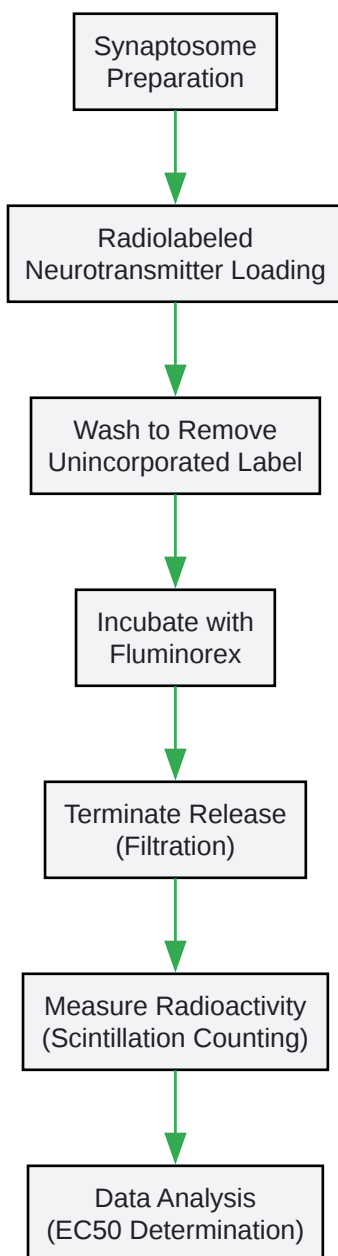 Synaptosome
Preparation
Radiolabeled
Neurotransmitter Loading
Wash to Remove
Unincorporated Label
Incubate with
Fluminorex
Terminate Release
(Filtration)
Measure Radioactivity
(Scintillation Counting)
Data Analysis
(EC50 Determination)